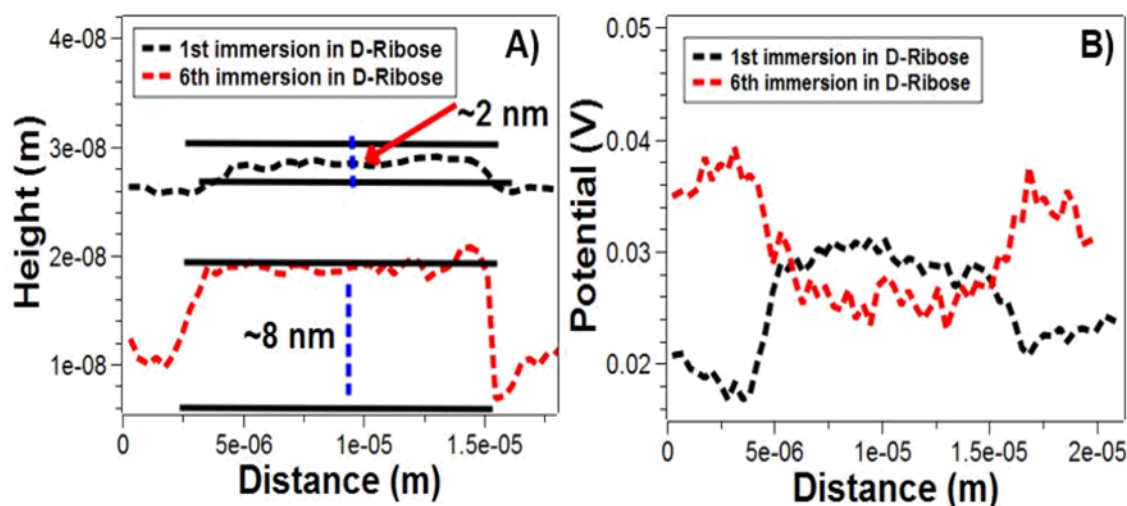 A)
1st immersion in D-Ribose
6th immersion in D-Ribose
~2 nm
~8 nm
Height (m)
4e-08
3e-08
2e-08
1e-08
0
5e-06
1e-05
1.5e-05
Distance (m)
B)
1st immersion in D-Ribose
6th immersion in D-Ribose
Potential (V)
0.05
0.04
0.03
0.02
0
5e-06
1e-05
1.5e-05
2e-05
Distance (m)